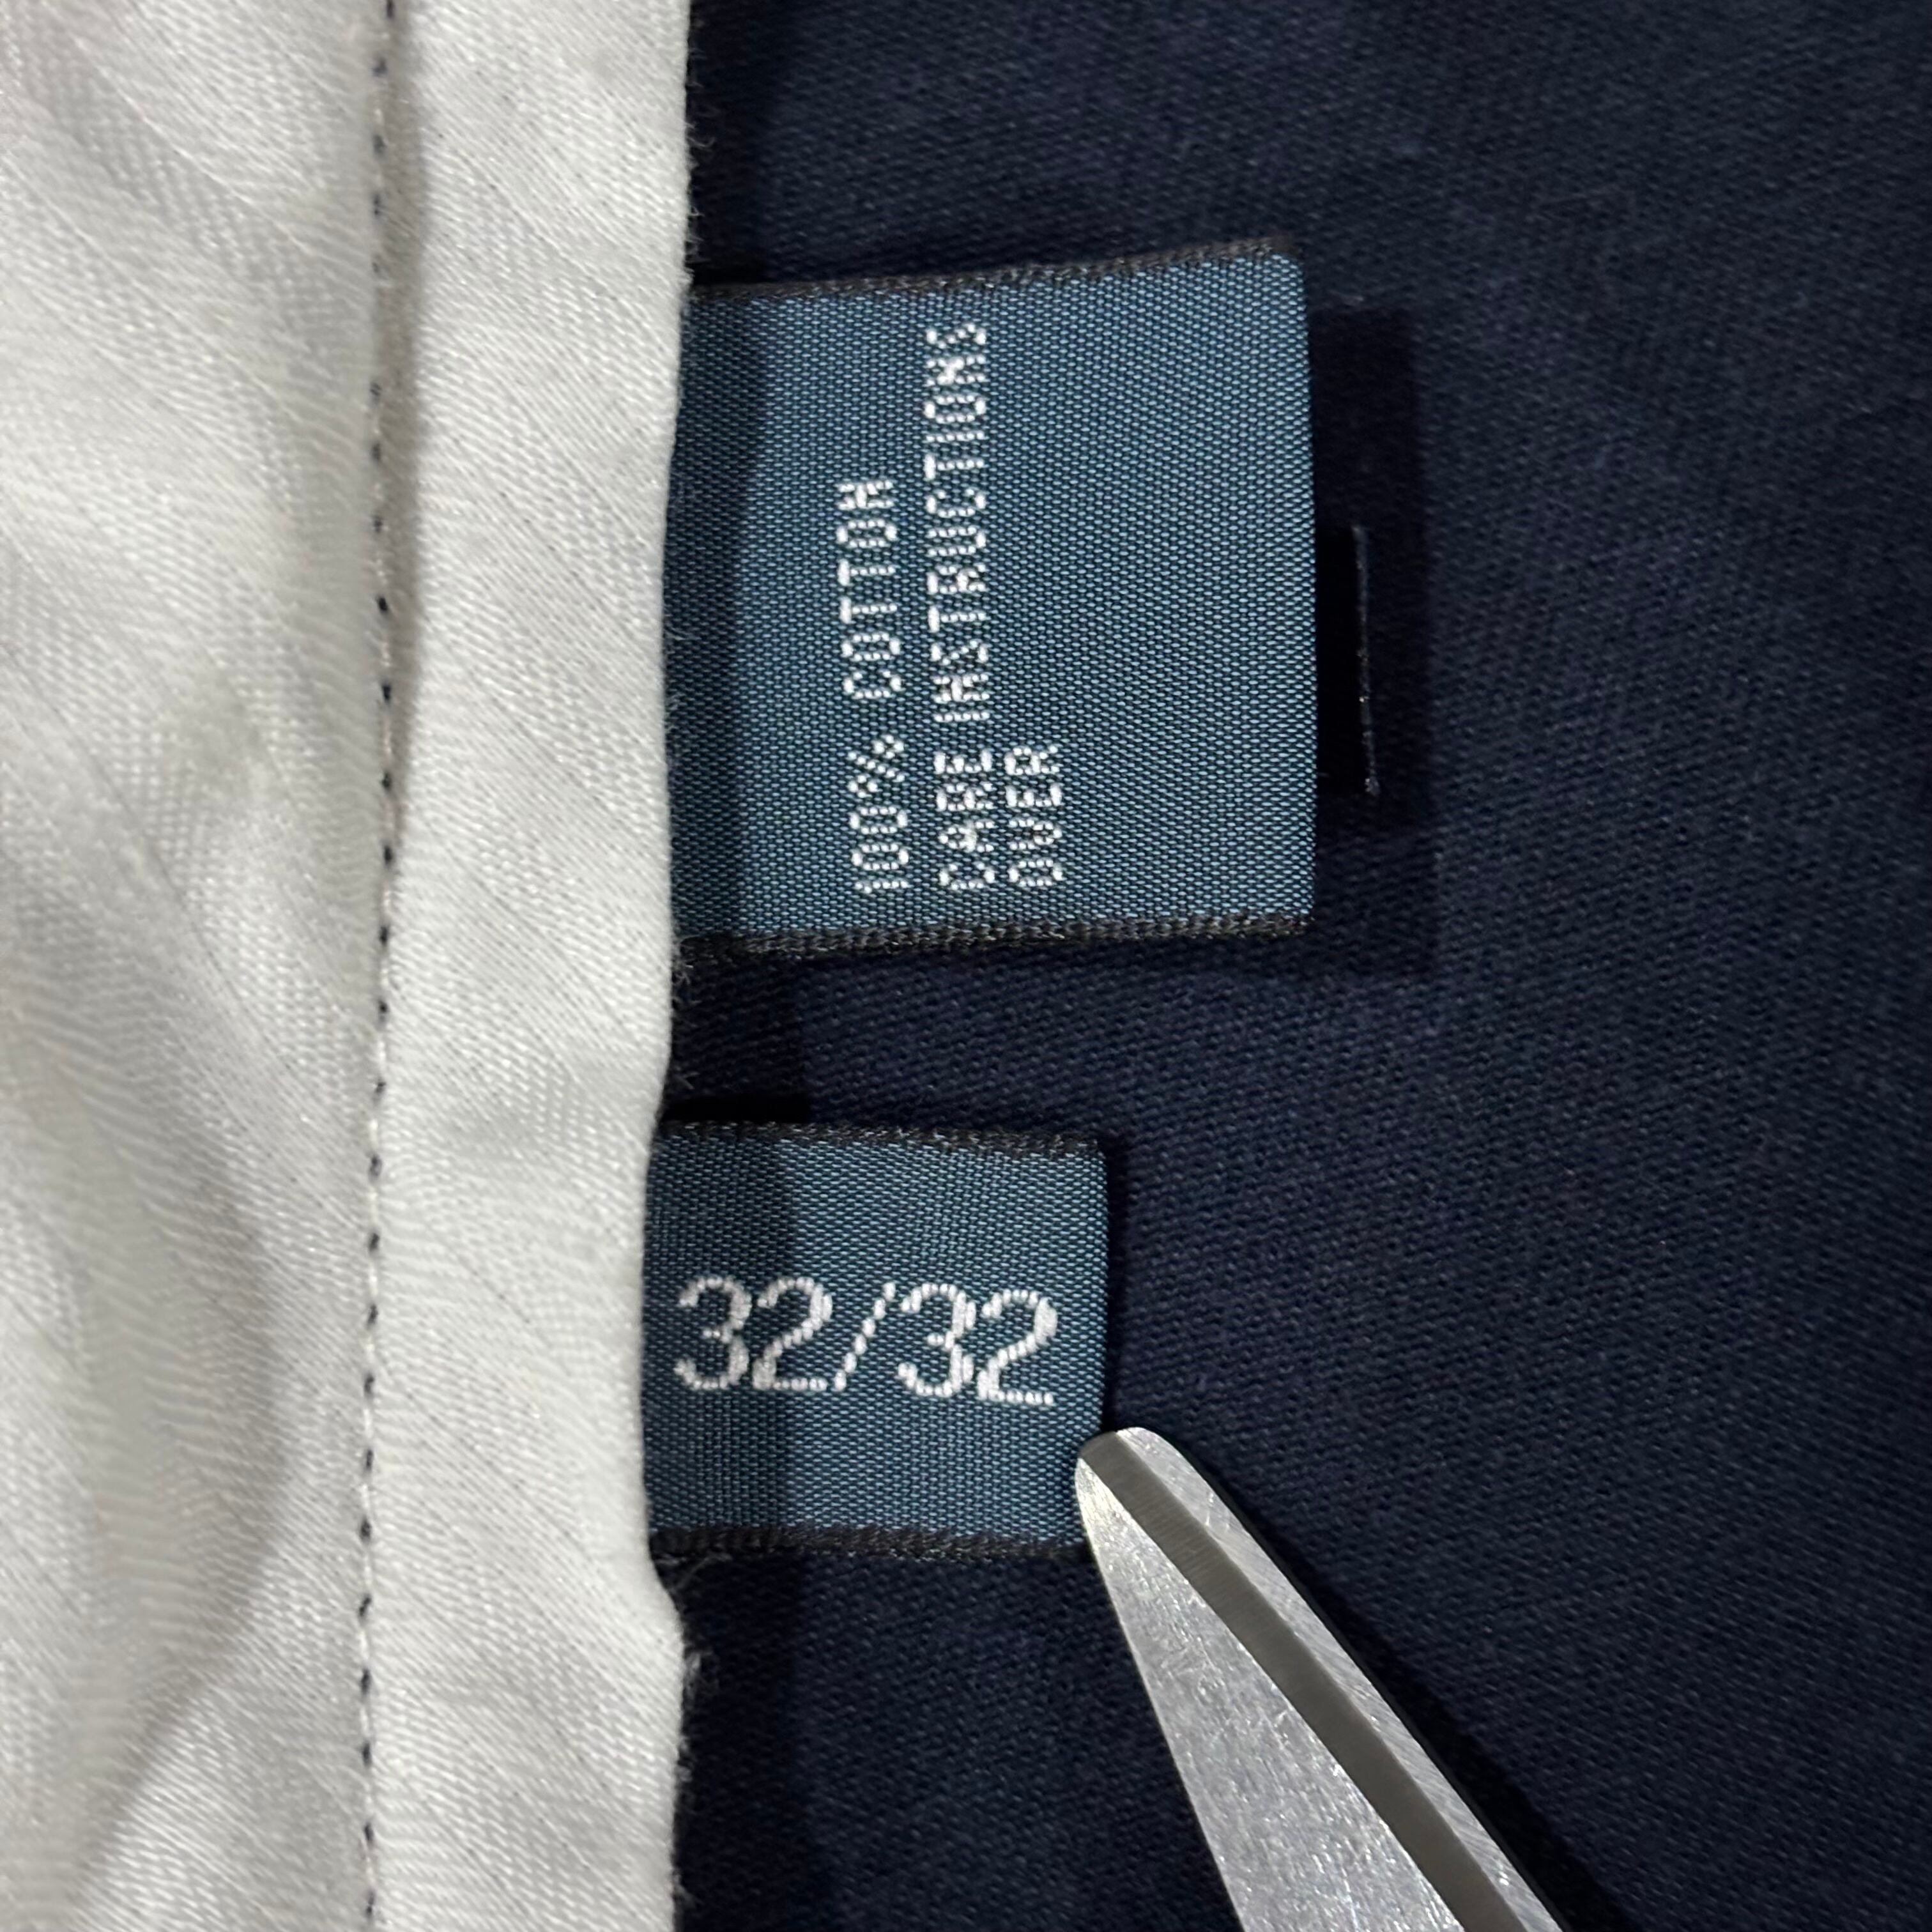 100% COTTON
CARE INSTRUCTIONS
OVER
32/32